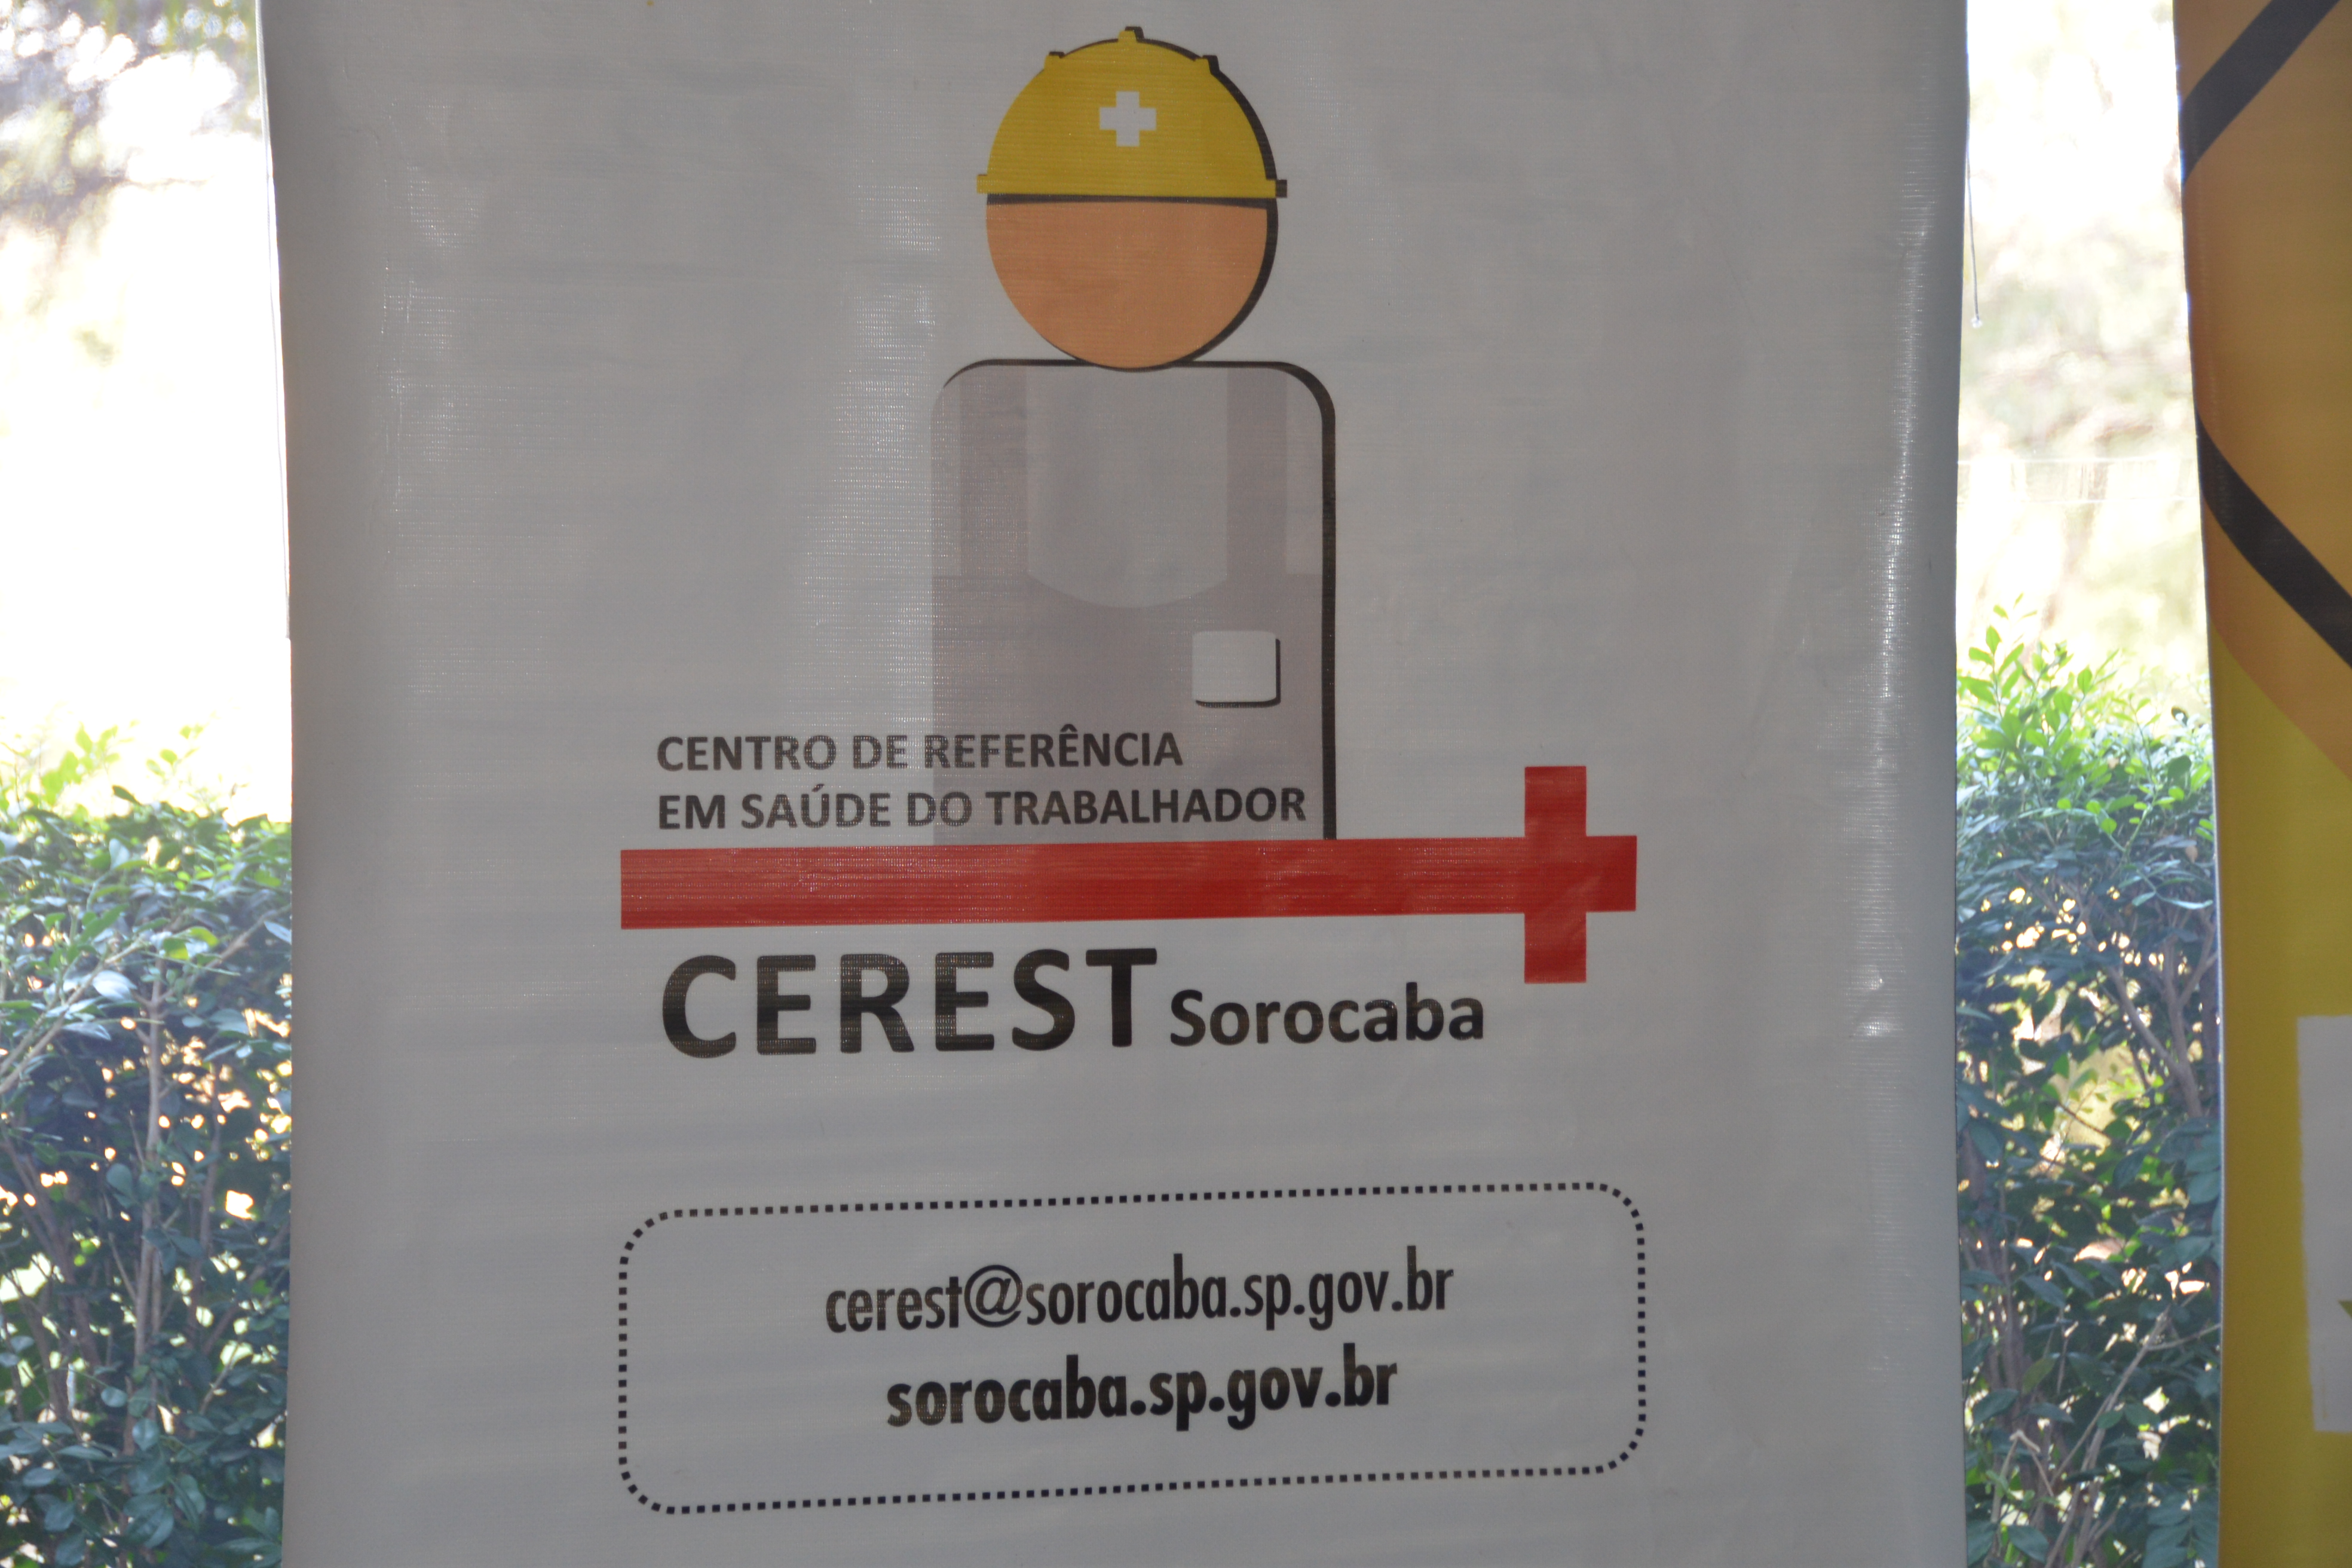 CENTRO DE REFERÊNCIA
EM SAÚDE DO TRABALHADOR
CEREST Sorocaba
cerest@sorocaba.sp.gov.br
sorocaba.sp.gov.br